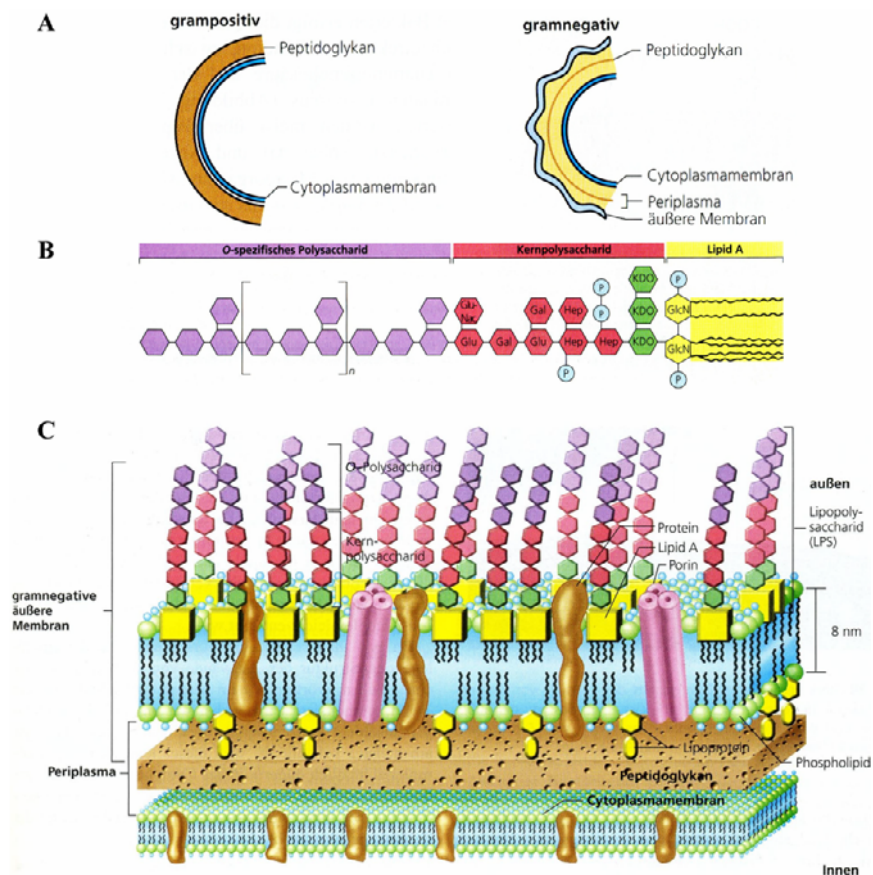 A
grampositiv
Peptidoglykan
Cytoplasmamembran
gramnegativ
Peptidoglykan
Cytoplasmamembran
Periplasma
äußere Membran
B
O-spezifisches Polysaccharid
Kernpolysaccharid
Lipid A
P
P
KDO
Glu-
Nac
Gal
Hep
P
KDO
GlcN
Glu
Gal
Glu
Hep
Hep
KDO
GlcN
n
P
P
C
O-Polysaccharid
Kern-
polysaccharid
gramnegative
äußere
Membran
Protein
Lipid A
Porin
außen
Lipopoly-
saccharid
(LPS)
8 nm
Periplasma
Lipoprotein
Phospholipid
Peptidoglykan
Cytoplasmamembran
Innen